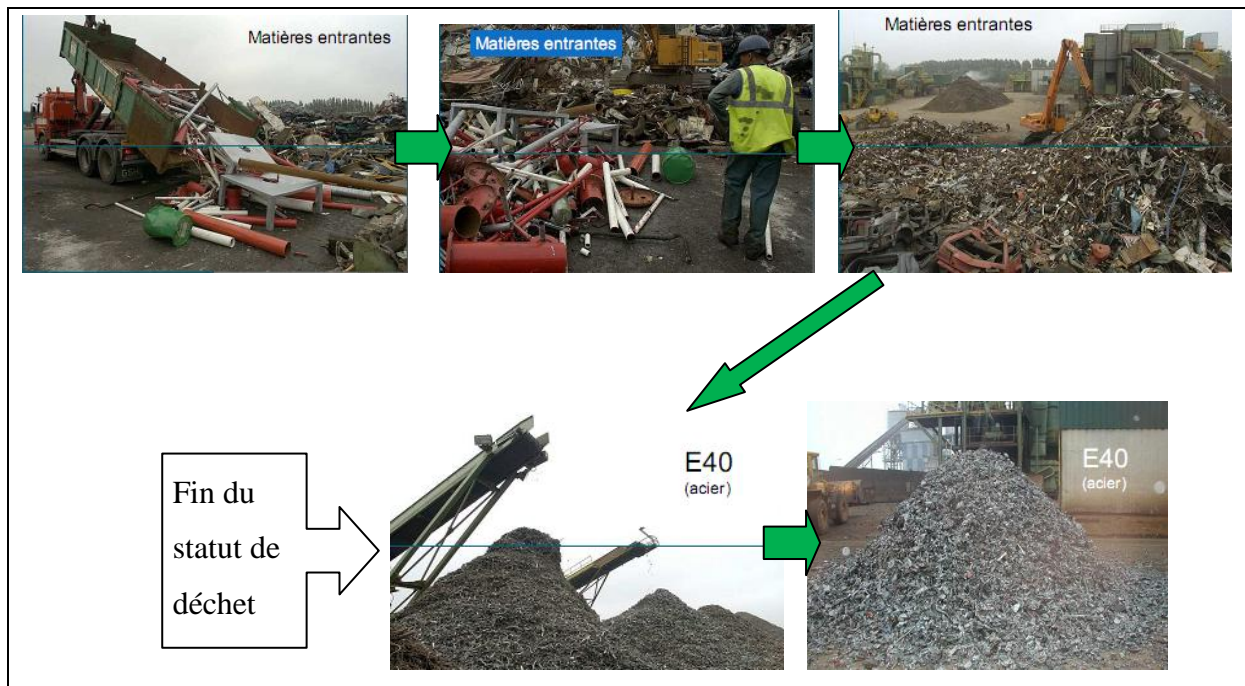 Matières entrantes
Matières entrantes
Matières entrantes
Fin du
statut de
déchet
E40
(acier)
E40
(acier)